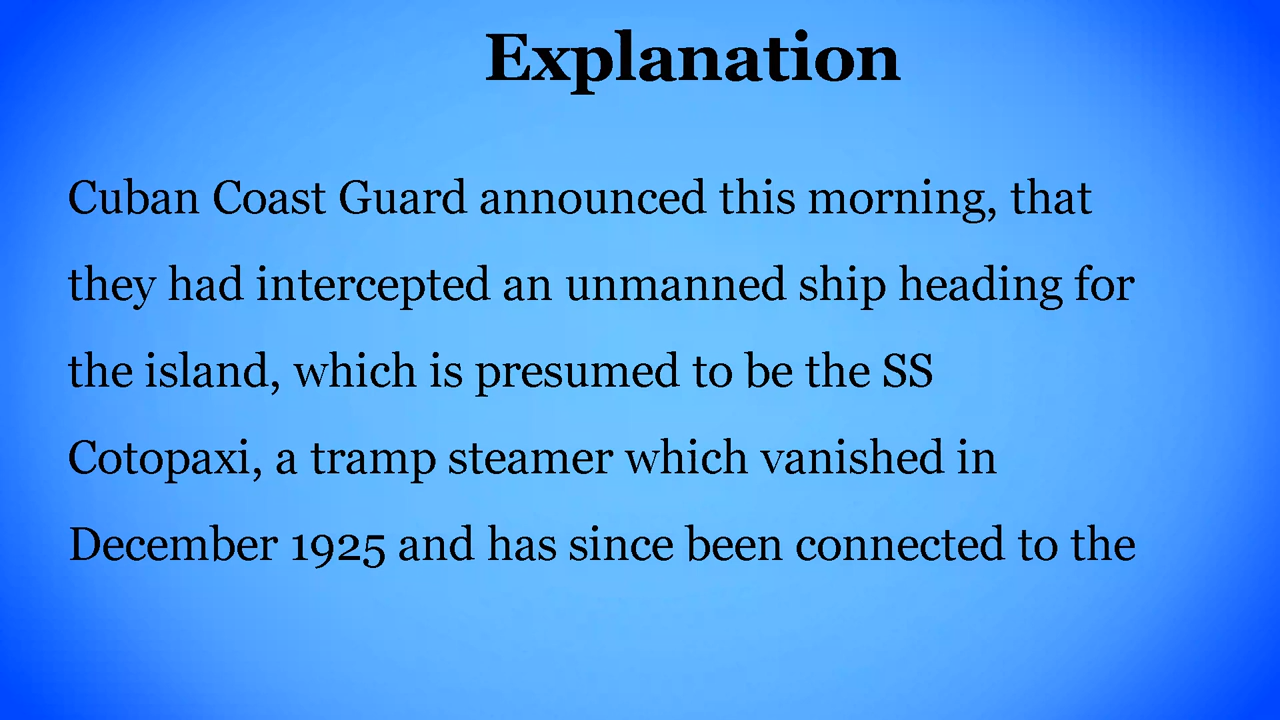 Explanation
Cuban Coast Guard announced this morning, that
they had intercepted an unmanned ship heading for
the island, which is presumed to be the SS
Cotopaxi, a tramp steamer which vanished in
December 1925 and has since been connected to the